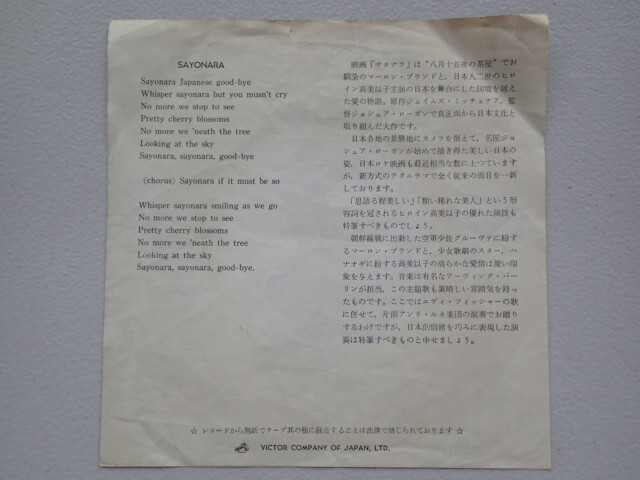 SAYONARA
Sayonara Japanese good-bye
Whisper sayonara but you musn't cry
No more we stop to see
Pretty cherry blossoms
No more we 'neath the tree
Looking at the sky
Sayonara, sayonara, good-bye
(chorus) Sayonara if it must be so
Whisper sayonara smiling as we go
No more we stop to see
Pretty cherry blossoms
No more we 'neath the tree
Looking at the sky
Sayonara, sayonara, good-bye.
映画「サヨナラ」は“八月十五夜の茶屋”でお
馴染のマーロン・ブランドと、日本人二世のヒロ
イン高美以子主演の日本を舞台にした国境を越え
た愛の物語。原作ジェイムズ・ミッチェナア、監
督ジョシュア・ローガンで真正面から日本文化と
取り組んだ大作です。
日本各地の景勝地にカメラを据えて、名匠ジョ
シュア・ローガンが始めて描き得た美しい日本の
姿、日本ロケ映画も最近相当な数に上つています
が、新方式のテクニラマで全く従来の面目を一新
しております。
「息詰る程美しい」「類い稀れな美人」という形
容詞を冠されるヒロイン高美以子の優れた演技も
特筆すべきものでしょう。
朝鮮線戦に出動した空軍少佐グルーヴァに扮す
るマーロン・ブランドと、少女歌劇のスター、ハ
ナオギに扮する高美以子の清らかな愛情は深い印
象を与えます。音楽は有名なアーヴィング・バー
リンが担当、この主題歌も素晴しい雰囲気を持っ
たものです。ここではエディ・フィッシャーの歌
に併せて、片面アンリ・ルネ楽団の演奏でお贈り
するわけですが、日本的情緒を巧みに表現した演
奏は特筆すべきものと申せましょう。
☆ レコードから無断でテープ其の他に録音することは法律で禁じられております ☆
VICTOR COMPANY OF JAPAN, LTD.